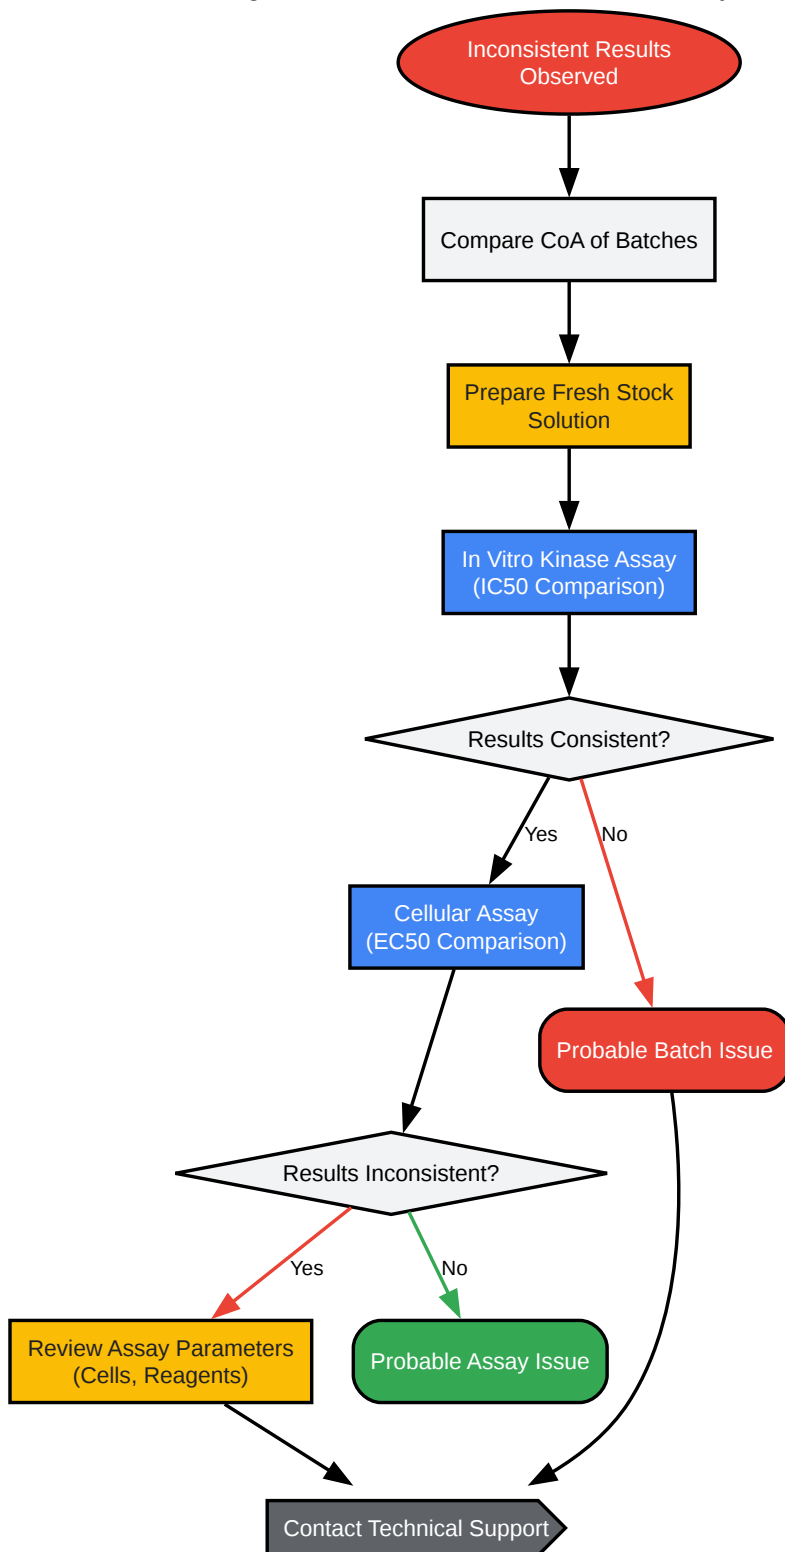 Inconsistent Results
Observed
Compare CoA of Batches
Prepare Fresh Stock
Solution
In Vitro Kinase Assay
(IC50 Comparison)
Results Consistent?
Yes
No
Cellular Assay
(EC50 Comparison)
Probable Batch Issue
Results Inconsistent?
Yes
No
Review Assay Parameters
(Cells, Reagents)
Probable Assay Issue
Contact Technical Support